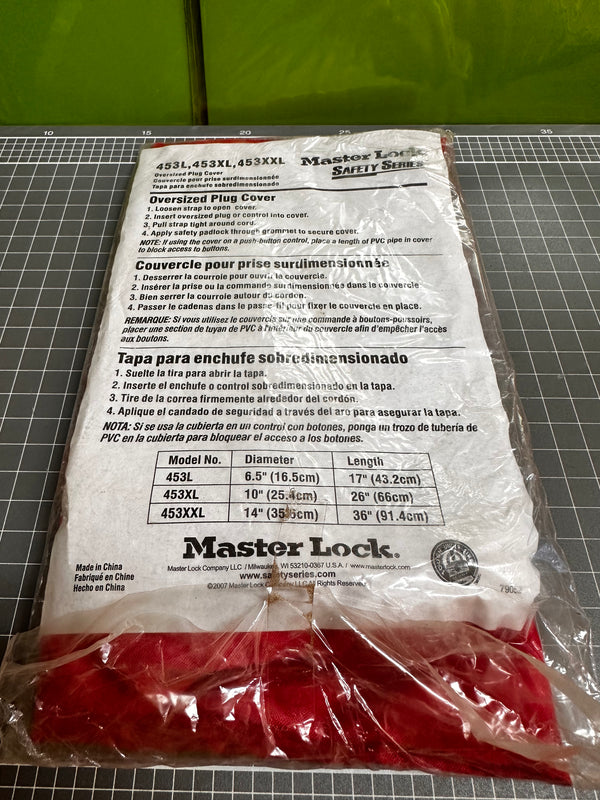 10 15 20 25 35
453L,453XL,453XXL
Oversized Plug Cover
Couvercle pour prise surdimensionnée
Tapa para enchufe sobredimensionado
Master Lock
SAFETY SERIES
Oversized Plug Cover
1. Loosen strap to open cover.
2. Insert oversized plug or control into cover.
3. Pull strap tight around cord.
4. Apply safety padlock through grommet to secure cover.
NOTE: If using the cover on a push-button control, place a length of PVC pipe in cover
to block access to buttons.
Couvercle pour prise surdimensionnée
1. Desserrer la courroie pour ouvrir le couvercle.
2. Insérer la prise ou la commande surdimensionnée dans le couvercle
3. Bien serrer la courroie autour du cordon.
4. Passer le cadenas dans le passe-fil pour fixer le couvercle en place.
REMARQUE: Si vous utilisez le couvercle sur une commande à boutons-poussoirs,
placer une section de tuyan de PVC à l'intérieur du couvercle afin d'empêcher l'accès
aux boutons.
Tapa para enchufe sobredimensionado
1. Suelte la tira para abrir la tapa.
2. Inserte el enchufe o control sobredimensionado en la tapa.
3. Tire de la correa firmemente alrededor del cordón.
4. Aplique el candado de seguridad a través del aro para asegurar la tapa.
NOTA: Si se usa la cubierta en un control con botones, ponga un trozo de tubería de
PVC en la cubierta para bloquear el acceso a los botones.
Model No. Diameter Length
453L 6.5" (16.5cm) 17" (43.2cm)
453XL 10" (25.4cm) 26" (66cm)
453XXL 14" (35.6cm) 36" (91.4cm)
Master Lock.
Made in China
Fabriqué en Chine
Hecho en China
Master Lock Company LLC / Milwaukee, WI 53210-0367 U.S.A. / www.masterlock.com
www.safetyseries.com
©2007 Master Lock Company LLC All Rights Reserved